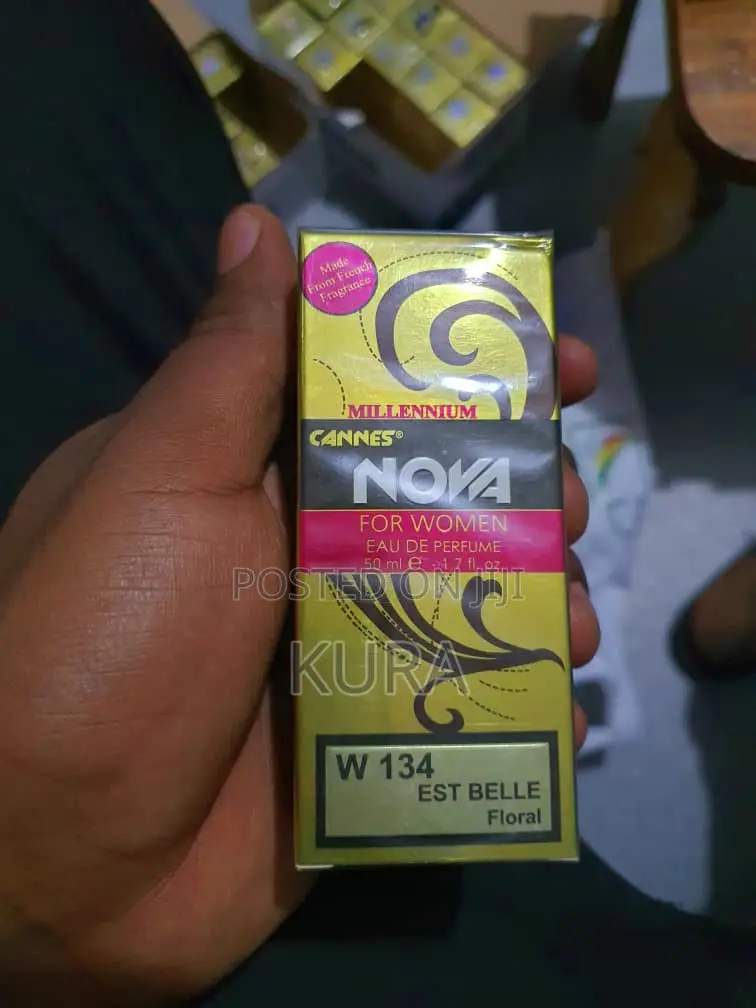 Made
From French
Fragrance
MILLENNIUM
CANNES®
NOVA
FOR WOMEN
EAU DE PERFUME
50 ml e - 1.7 fl. oz
POSTED ON JIJI
KURA
W 134
EST BELLE
Floral